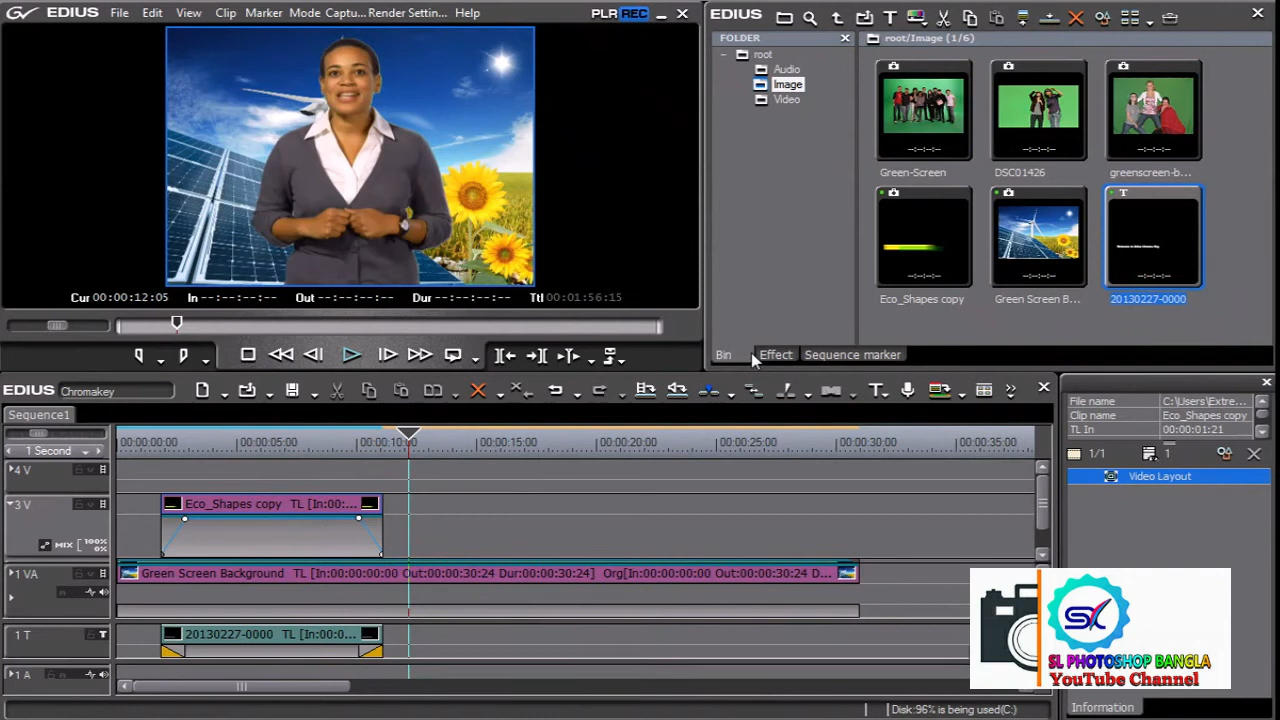 File Edit View Clip Marker Mode Captu... Render Settin... Help PLR REC
Cur 00:00:12:05 In --:--:--:-- Out --:--:--:-- Dur --:--:--:-- Ttl 00:01:56:15
EDIUS
FOLDER
root
Audio
Image
Video
root/Image (1/6)
--:--:--:-- --:--:--:-- --:--:--:--
Green-Screen DSC01426 greenscreen-b...
T
--:--:--:-- --:--:--:-- --:--:--:--
Eco_Shapes copy Green Screen B... 20130227-0000
Bin Effect Sequence marker
EDIUS Chromakey
Sequence1
1 Second
00:00:00:00 00:00:05:00 00:00:10:00 00:00:15:00 00:00:20:00 00:00:25:00 00:00:30:00 00:00:35:00
4 V
3 V Eco_Shapes copy TL [In:00:...
MIX 100% 0%
1 VA Green Screen Background TL [In:00:00:00:00 Out:00:00:30:24 Dur:00:00:30:24] Org[In:00:00:00:00 Out:00:00:30:24 D...
1 T T 20130227-0000 TL [In:00:0...
1 A
File name C:\Users\Extre...
Clip name Eco_Shapes copy
TL In 00:00:01:21
1/1 1
Video Layout
SL
SL PHOTOSHOP BANGLA
YouTube Channel
Information
Disk:96% is being used(C:)